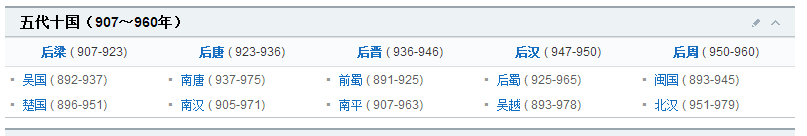 五代十国（907～960年）
后梁 ( 907-923) 后唐 ( 923-936) 后晋 ( 936-946) 后汉 ( 947-950) 后周 ( 950-960)
吴国 ( 892-937) 南唐 ( 937-975) 前蜀 ( 891-925) 后蜀 ( 925-965) 闽国 ( 893-945)
楚国 ( 896-951) 南汉 ( 905-971) 南平 ( 907-963) 吴越 ( 893-978) 北汉 ( 951-979)